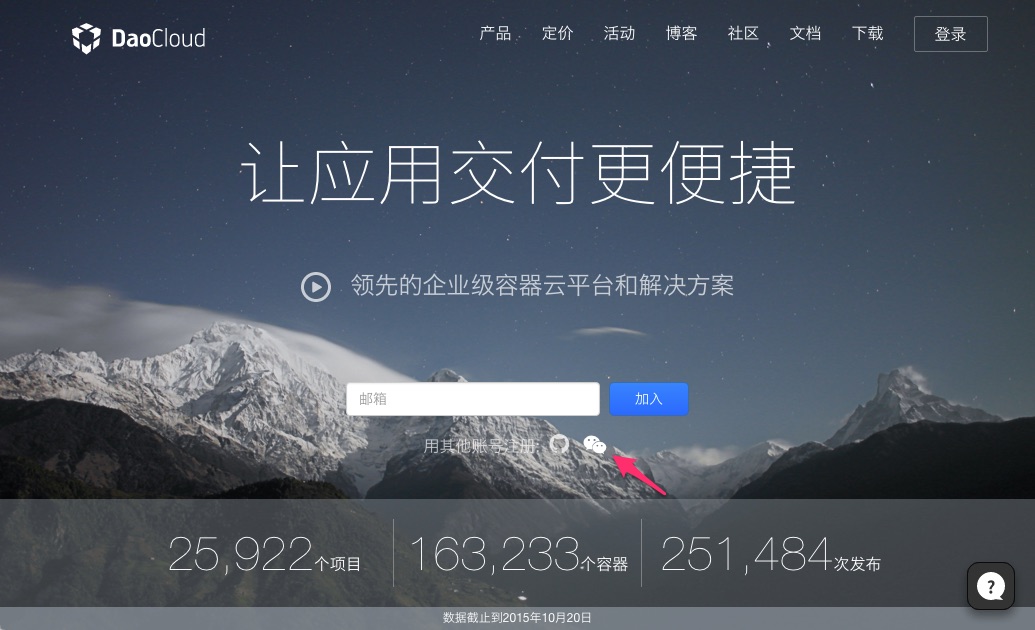 DaoCloud
产品 定价 活动 博客 社区 文档 下载 登录
让应用交付更便捷
领先的企业级容器云平台和解决方案
邮箱 加入
用其他账号注册:
25,922个项目 163,233个容器 251,484次发布
?
数据截止到2015年10月20日